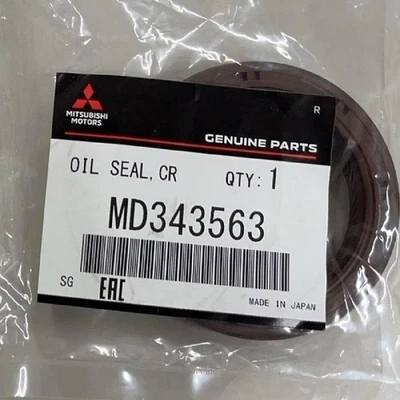 R
MITSUBISHI
MOTORS
GENUINE PARTS
OIL SEAL,CR QTY: 1
MD343563
SG EAC
MADE IN JAPAN